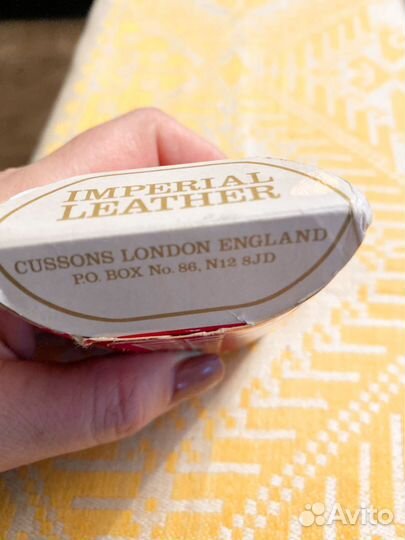 IMPERIAL
LEATHER
CUSSONS LONDON ENGLAND
P.O. BOX No. 86, N12 8JD
Avito